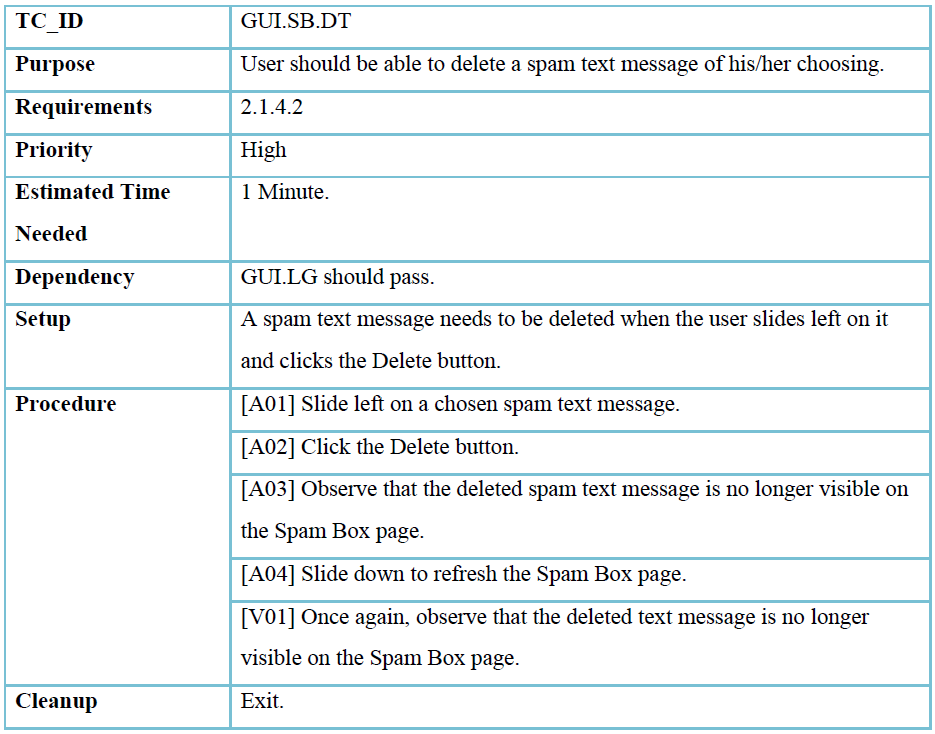 TC_ID GUI.SB.DT
Purpose User should be able to delete a spam text message of his/her choosing.
Requirements 2.1.4.2
Priority High
Estimated Time 1 Minute.
Needed
Dependency GUI.LG should pass.
Setup A spam text message needs to be deleted when the user slides left on it
and clicks the Delete button.
Procedure [A01] Slide left on a chosen spam text message.
[A02] Click the Delete button.
[A03] Observe that the deleted spam text message is no longer visible on
the Spam Box page.
[A04] Slide down to refresh the Spam Box page.
[V01] Once again, observe that the deleted text message is no longer
visible on the Spam Box page.
Cleanup Exit.